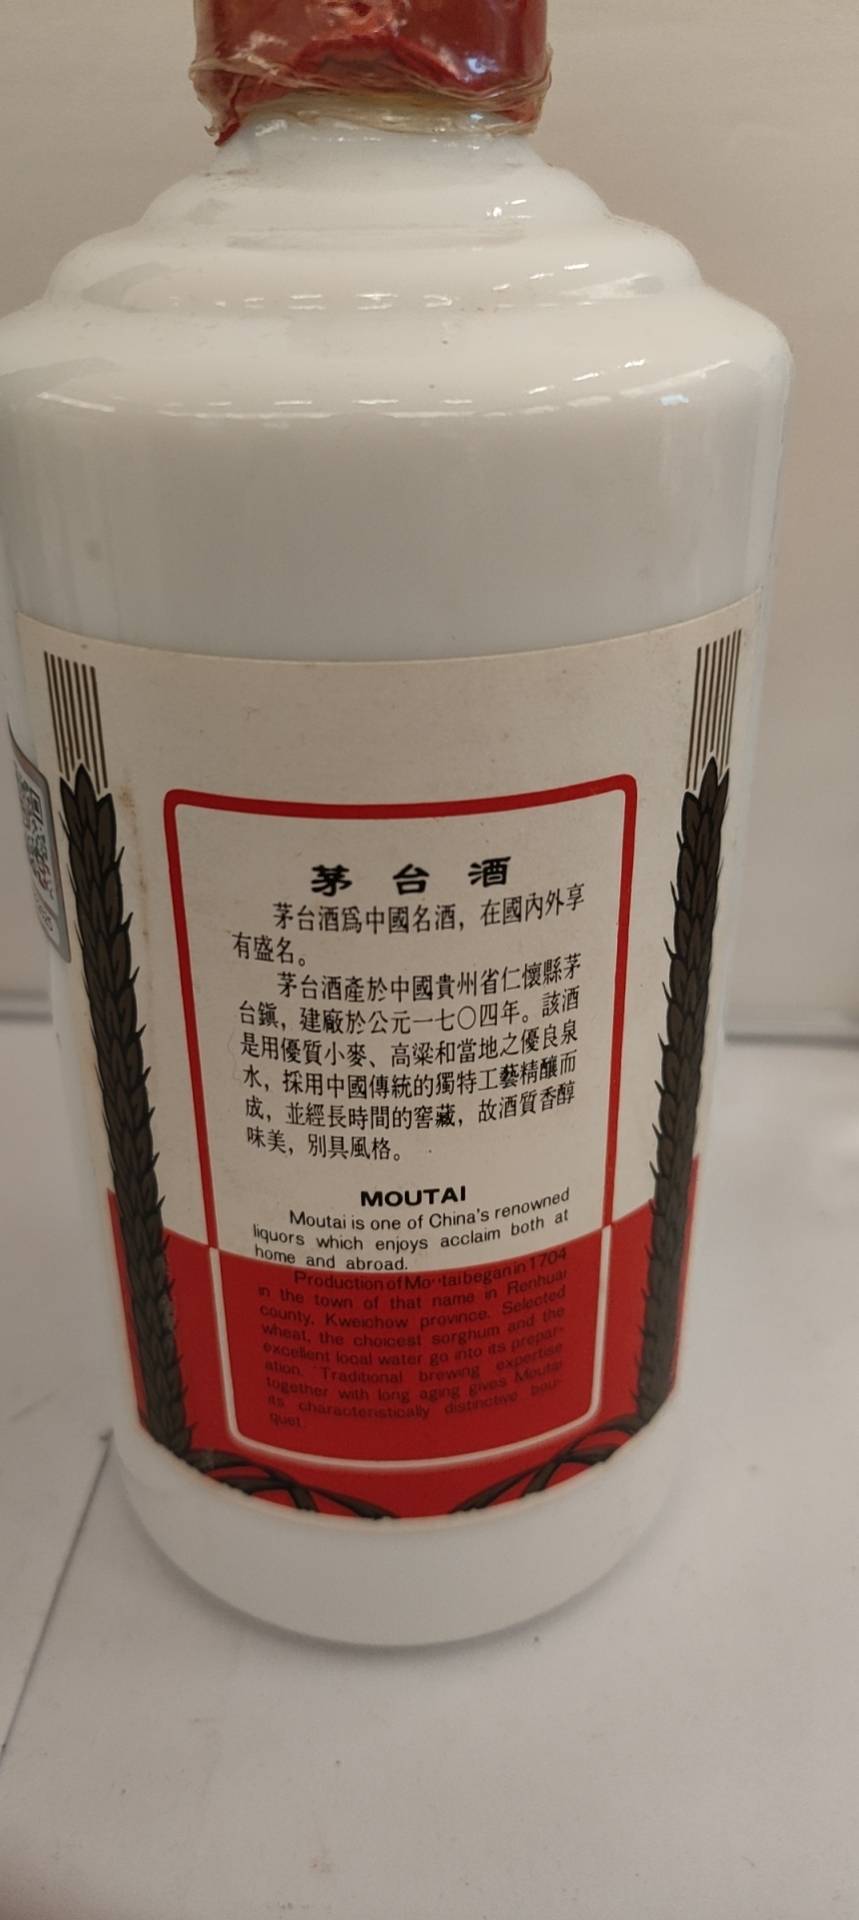 茅台酒
茅台酒爲中國名酒，在國內外享
有盛名。
茅台酒產於中國貴州省仁懷縣茅
台鎮，建廠於公元一七〇四年。該酒
是用優質小麥、高粱和當地之優良泉
水，採用中國傳統的獨特工藝精釀而
成，並經長時間的窖藏，故酒質香醇
味美，別具風格。
MOUTAI
Moutai is one of China's renowned
liquors which enjoys acclaim both at
home and abroad.
Production of Moutai began in 1704
in the town of that name in Renhuai
county, Kweichow province. Selected
wheat, the choicest sorghum and the
excellent local water go into its prepar-
ation. Traditional brewing expertise
together with long aging gives Moutai
its characteristically distinctive bou-
quet.